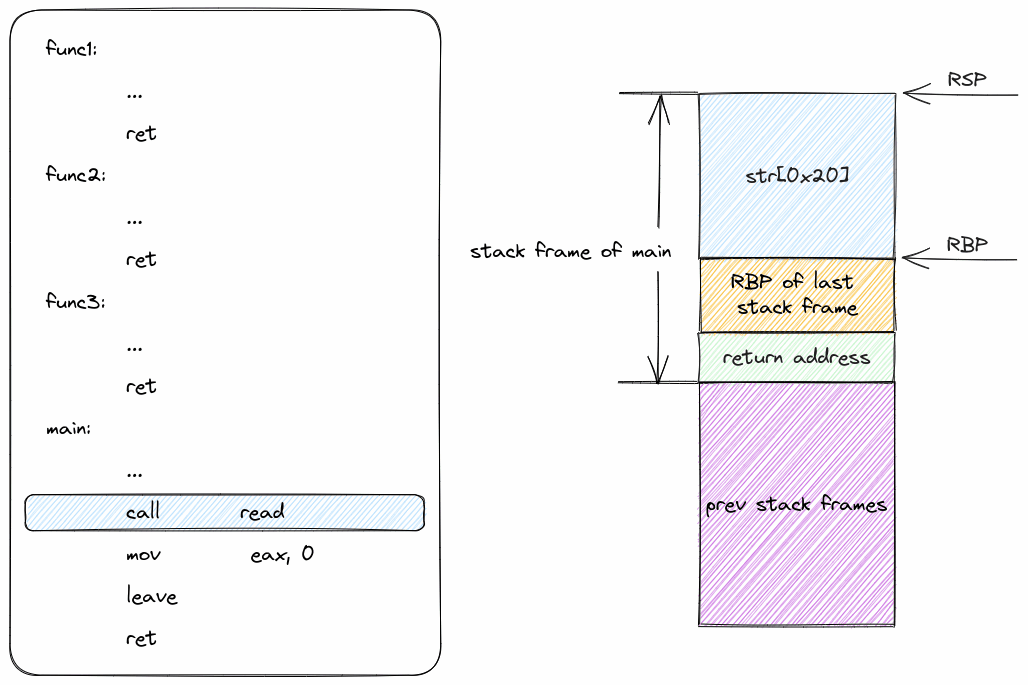 func1:
...
ret
func2:
...
ret
func3:
...
ret
main:
...
call read
mov eax, 0
leave
ret
RSP
str[0x20]
RBP
stack frame of main
RBP of last
stack frame
return address
prev stack frames